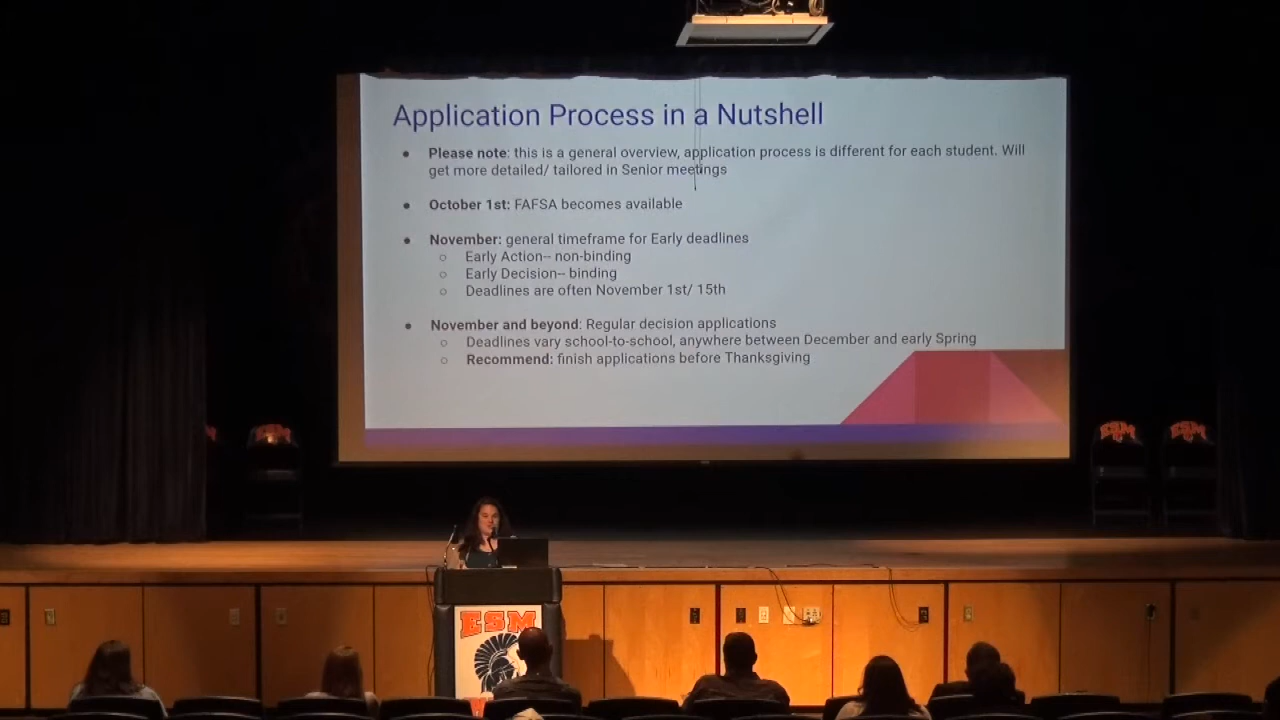 Application Process in a Nutshell
● Please note: this is a general overview, application process is different for each student. Will
get more detailed/ tailored in Senior meetings
● October 1st: FAFSA becomes available
● November: general timeframe for Early deadlines
○ Early Action-- non-binding
○ Early Decision-- binding
○ Deadlines are often November 1st/ 15th
● November and beyond: Regular decision applications
○ Deadlines vary school-to-school, anywhere between December and early Spring
○ Recommend: finish applications before Thanksgiving
ESM
ESM
ESM